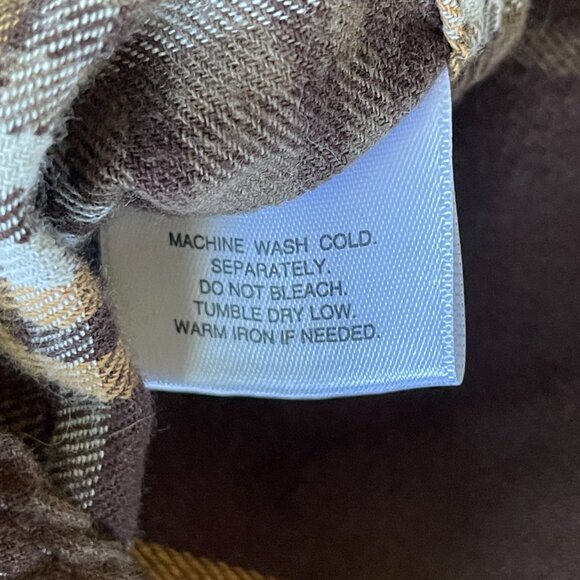 MACHINE WASH COLD.
SEPARATELY.
DO NOT BLEACH.
TUMBLE DRY LOW.
WARM IRON IF NEEDED.